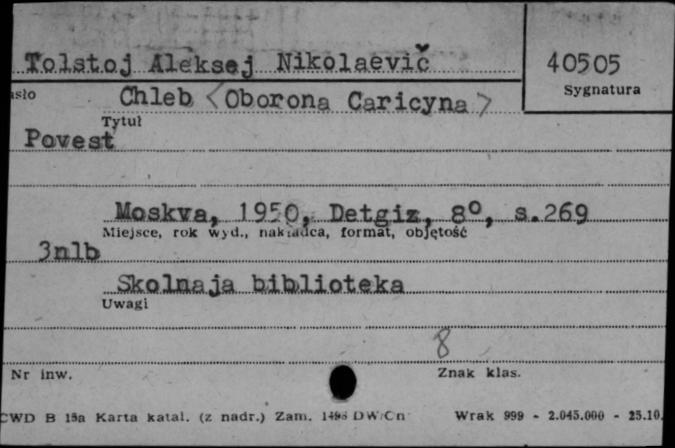 Tolstoj Aleksej Nikolaevič
40505
Sygnatura
asło
Chleb <Oborona Caricyna>
Tytuł
Povest'
Moskva, 1950, Detgiz, 8⁰, s.269
Miejsce, rok wyd., nakładca, format, objętość
3nlb
Skolnaja biblioteka
Uwagi
8
Nr inw.
Znak klas.
CWD B 15a Karta katal. (z nadr.) Zam. DW/Cn Wrak 999 - 2.045.000 - 25.10.